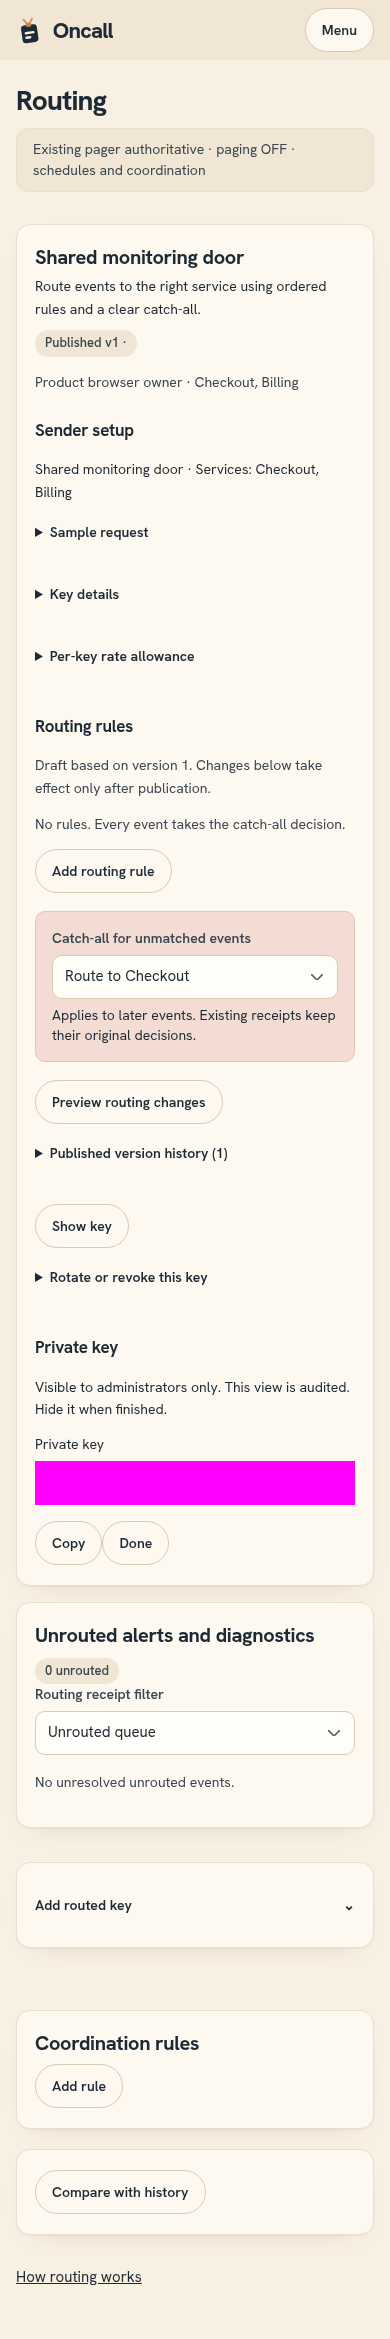 Oncall
Menu
Routing
Existing pager authoritative · paging OFF ·
schedules and coordination
Shared monitoring door
Route events to the right service using ordered
rules and a clear catch-all.
Published v1 ·
Product browser owner · Checkout, Billing
Sender setup
Shared monitoring door · Services: Checkout,
Billing
Sample request
Key details
Per-key rate allowance
Routing rules
Draft based on version 1. Changes below take
effect only after publication.
No rules. Every event takes the catch-all decision.
Add routing rule
Catch-all for unmatched events
Route to Checkout
Applies to later events. Existing receipts keep
their original decisions.
Preview routing changes
Published version history (1)
Show key
Rotate or revoke this key
Private key
Visible to administrators only. This view is audited.
Hide it when finished.
Private key
Copy
Done
Unrouted alerts and diagnostics
0 unrouted
Routing receipt filter
Unrouted queue
No unresolved unrouted events.
Add routed key
Coordination rules
Add rule
Compare with history
How routing works